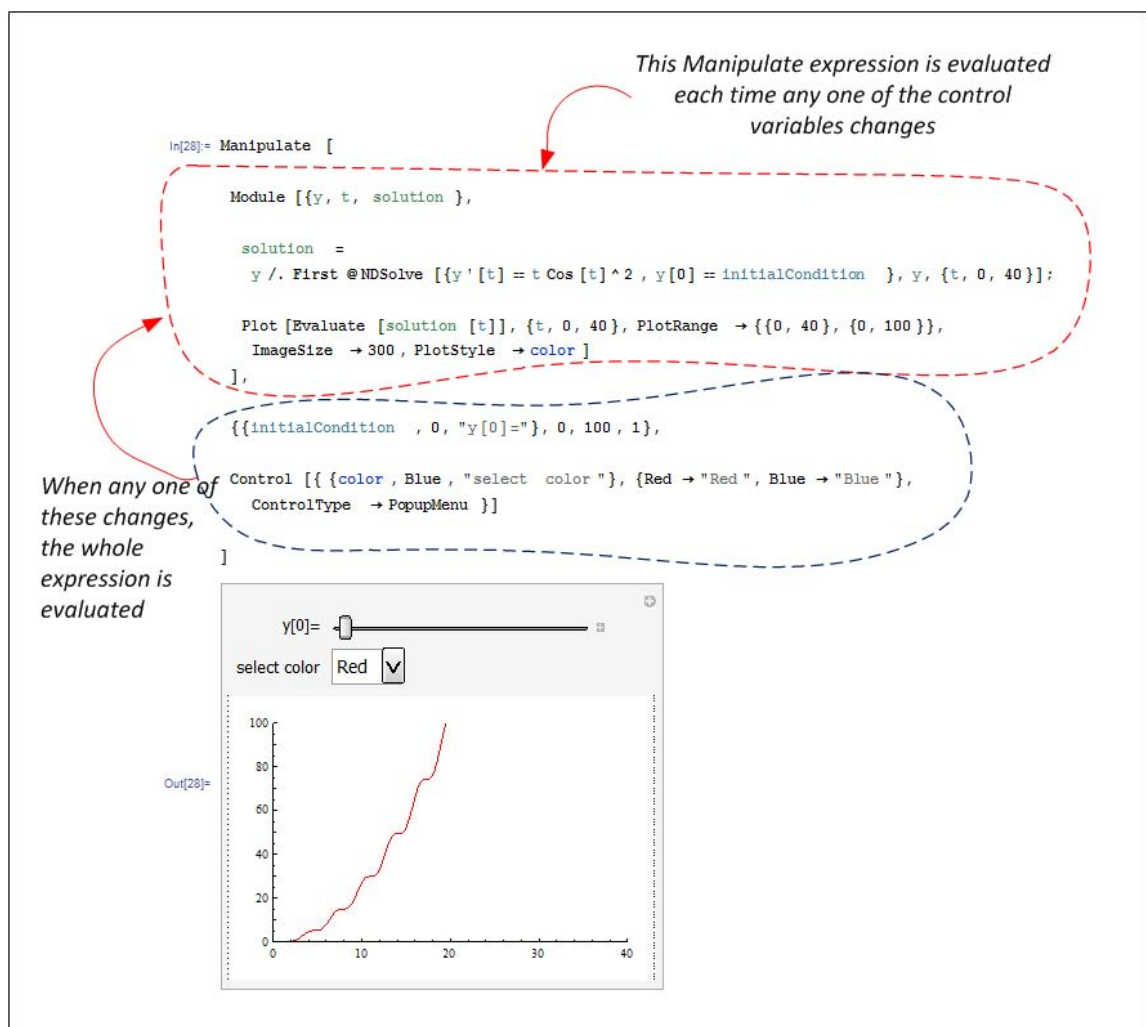 This Manipulate expression is evaluated
each time any one of the control
variables changes
In[28]:= Manipulate [
Module [{y, t, solution },
solution =
y /. First @ NDSolve [{y '[t] == t Cos [t] ^ 2 , y[0] == initialCondition }, y, {t, 0, 40 }];
Plot [Evaluate [solution [t]], {t, 0, 40 }, PlotRange → {{0, 40 }, {0, 100 }},
ImageSize → 300 , PlotStyle → color ]
],
{{initialCondition , 0, "y[0]="}, 0, 100 , 1},
Control [{ {color , Blue , "select color "}, {Red → "Red ", Blue → "Blue "},
ControlType → PopupMenu }]
]
When any one of
these changes,
the whole
expression is
evaluated
y[0]=
select color Red
Out[28]=
100
80
60
40
20
0
0 10 20 30 40